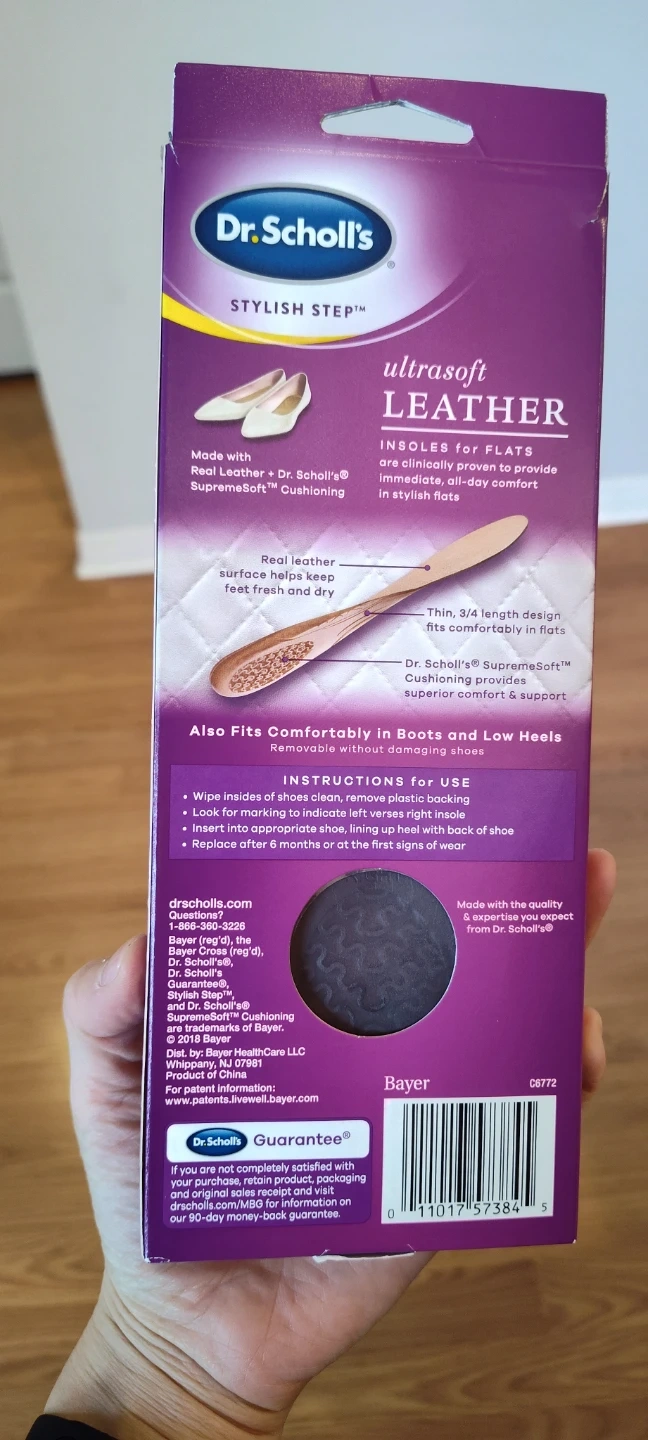 Dr.Scholl's®
STYLISH STEP™
ultrasoft
LEATHER
INSOLES for FLATS
are clinically proven to provide
immediate, all-day comfort
in stylish flats
Made with
Real Leather + Dr. Scholl's®
SupremeSoft™ Cushioning
Real leather
surface helps keep
feet fresh and dry
Thin, 3/4 length design
fits comfortably in flats
Dr. Scholl's® SupremeSoft™
Cushioning provides
superior comfort & support
Also Fits Comfortably in Boots and Low Heels
Removable without damaging shoes
INSTRUCTIONS for USE
• Wipe insides of shoes clean, remove plastic backing
• Look for marking to indicate left verses right insole
• Insert into appropriate shoe, lining up heel with back of shoe
• Replace after 6 months or at the first signs of wear
drscholls.com
Questions?
1-866-360-3226
Bayer (reg'd), the
Bayer Cross (reg'd),
Dr. Scholl's®,
Dr. Scholl's
Guarantee®,
Stylish Step™,
and Dr. Scholl's®
SupremeSoft™ Cushioning
are trademarks of Bayer.
© 2018 Bayer
Dist. by: Bayer HealthCare LLC
Whippany, NJ 07981
Product of China
For patent information:
www.patents.livewell.bayer.com
Made with the quality
& expertise you expect
from Dr. Scholl's®
Bayer
C6772
Dr.Scholl's Guarantee®
If you are not completely satisfied with
your purchase, retain product, packaging
and original sales receipt and visit
drscholls.com/MBG for information on
our 90-day money-back guarantee.
0 11017 57384 5